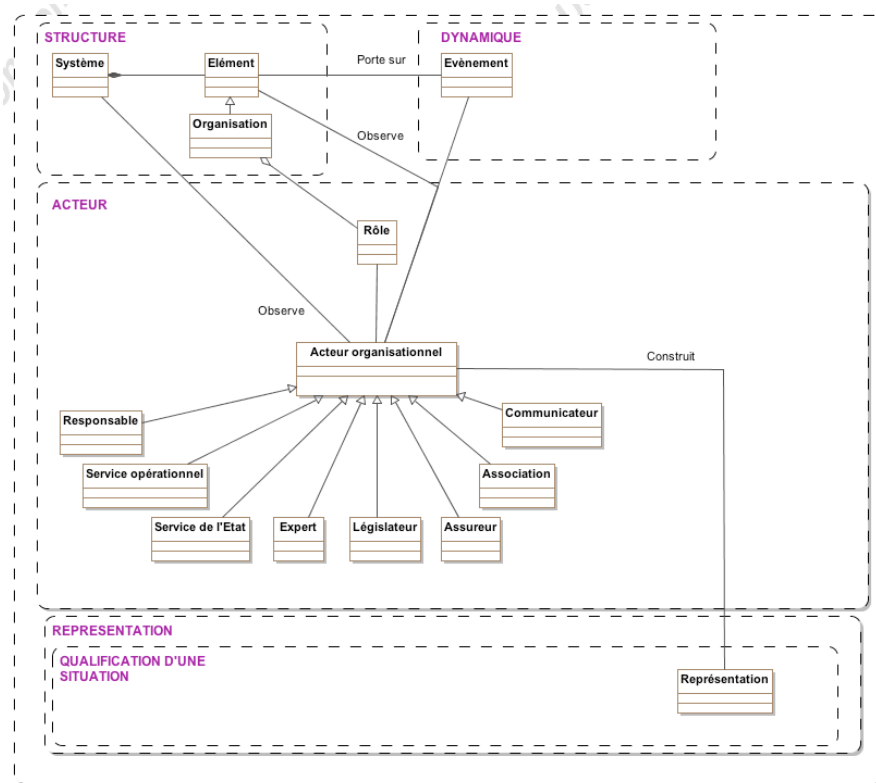 STRUCTURE
DYNAMIQUE
Système
Elément
Porte sur
Evènement
Organisation
Observe
ACTEUR
Rôle
Observe
Acteur organisationnel
Construit
Responsable
Communicateur
Service opérationnel
Association
Service de l'Etat
Expert
Législateur
Assureur
REPRESENTATION
QUALIFICATION D'UNE
SITUATION
Représentation